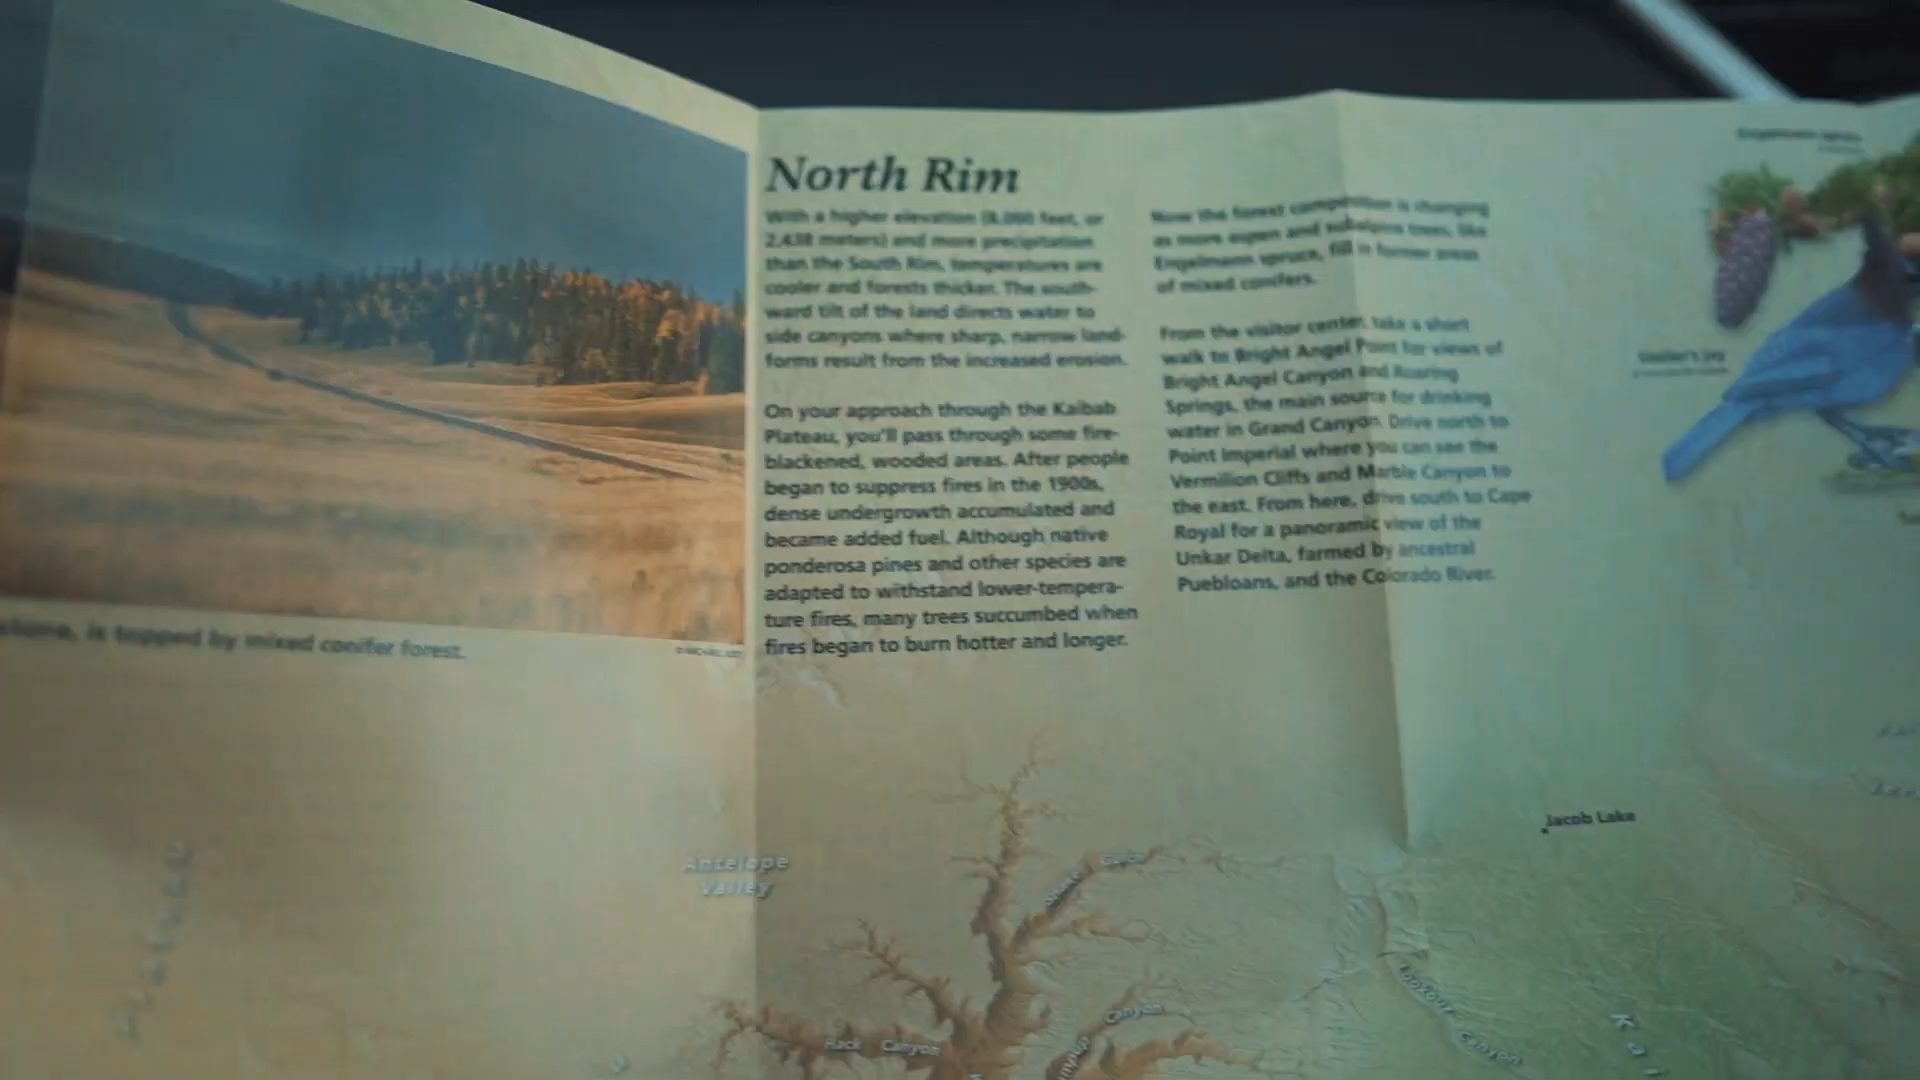 North Rim
With a higher elevation (8,000 feet, or
2,438 meters) and more precipitation
than the South Rim, temperatures are
cooler and forests thicker. The south-
ward tilt of the land directs water to
side canyons where sharp, narrow land-
forms result from the increased erosion.
On your approach through the Kaibab
Plateau, you'll pass through some fire-
blackened, wooded areas. After people
began to suppress fires in the 1900s,
dense undergrowth accumulated and
became added fuel. Although native
ponderosa pines and other species are
adapted to withstand lower-tempera-
ture fires, many trees succumbed when
fires began to burn hotter and longer.
Now the forest composition is changing
as more aspen and subalpine trees, like
Engelmann spruce, fill in former areas
of mixed conifers.
From the visitor center, take a short
walk to Bright Angel Point for views of
Bright Angel Canyon and Roaring
Springs, the main source for drinking
water in Grand Canyon. Drive north to
Point Imperial where you can see the
Vermilion Cliffs and Marble Canyon to
the east. From here, drive south to Cape
Royal for a panoramic view of the
Unkar Delta, farmed by ancestral
Puebloans, and the Colorado River.
is topped by mixed conifer forest.
Engelmann spruce
Steller's jay
Jacob Lake
Antelope
Valley
Snake Gulch
Hack Canyon
Canyon
Lookout Canyon